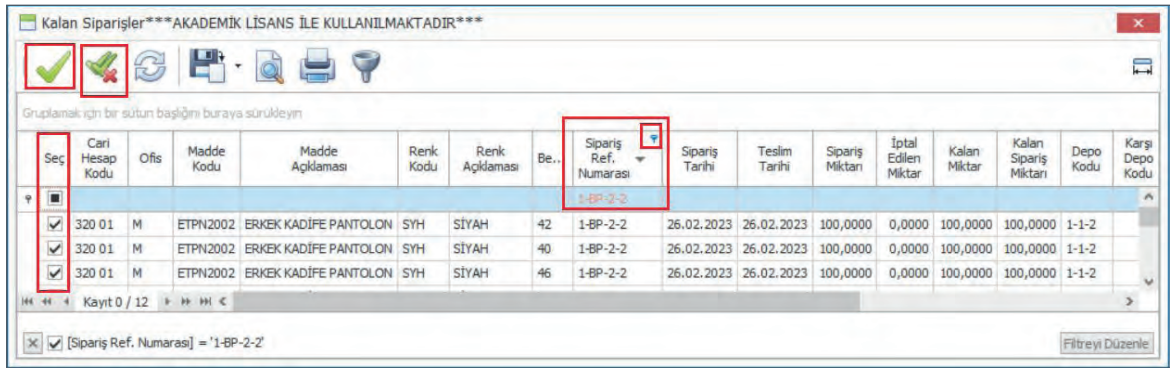 Kalan Siparişler***AKADEMİK LİSANS İLE KULLANILMAKTADIR***
Gruplamak için bir sütun başlığını buraya sürükleyin
Seç Cari Hesap Kodu Ofis Madde Kodu Madde Açıklaması Renk Kodu Renk Açıklaması Be.. Sipariş Ref. Numarası Sipariş Tarihi Teslim Tarihi Sipariş Miktarı İptal Edilen Miktar Kalan Miktar Kalan Sipariş Miktarı Depo Kodu Karşı Depo Kodu
1-BP-2-2
320 01 M ETPN2002 ERKEK KADİFE PANTOLON SYH SİYAH 42 1-BP-2-2 26.02.2023 26.02.2023 100,0000 0,0000 100,0000 100,0000 1-1-2
320 01 M ETPN2002 ERKEK KADİFE PANTOLON SYH SİYAH 40 1-BP-2-2 26.02.2023 26.02.2023 100,0000 0,0000 100,0000 100,0000 1-1-2
320 01 M ETPN2002 ERKEK KADİFE PANTOLON SYH SİYAH 46 1-BP-2-2 26.02.2023 26.02.2023 100,0000 0,0000 100,0000 100,0000 1-1-2
Kayıt 0 / 12
[Sipariş Ref. Numarası] = '1-BP-2-2' Filtreyi Düzenle